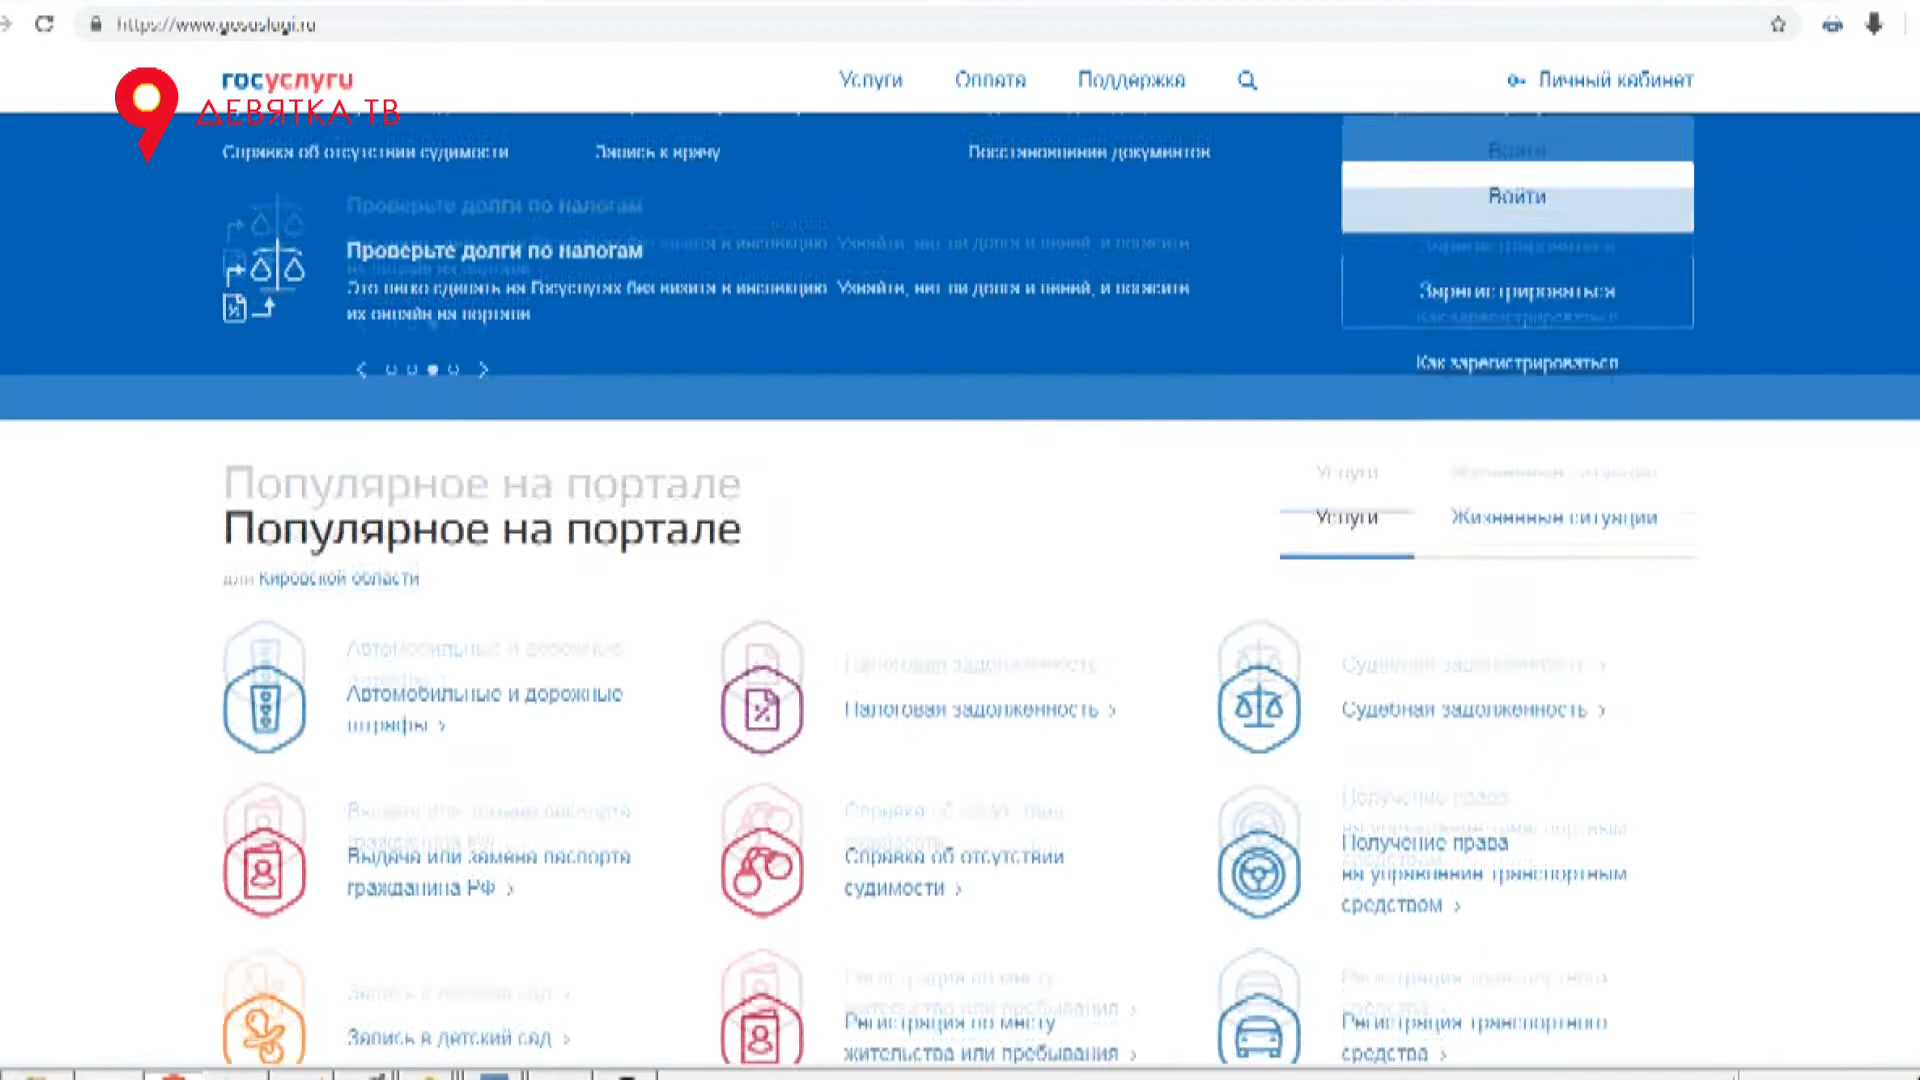 https://www.gosuslugi.ru
госуслуги
Услуги
Оплата
Поддержка
Личный кабинет
ДЕВЯТКА ТВ
Справка об отсутствии судимости
Запись к врачу
Восстановление документов
Войти
Проверьте долги по налогам
Это легко сделать на Госуслугах без визита в инспекцию. Узнайте, нет ли долга и пеней, и погасите
их онлайн на портале
Зарегистрироваться
Как зарегистрироваться
Популярное на портале
Услуги
Жизненные ситуации
для Кировской области
Автомобильные и дорожные
штрафы >
Налоговая задолженность >
Судебная задолженность >
Выдача или замена паспорта
гражданина РФ >
Справка об отсутствии
судимости >
Получение права
на управление транспортным
средством >
Запись в детский сад >
Регистрация по месту
жительства или пребывания >
Регистрация транспортного
средства >